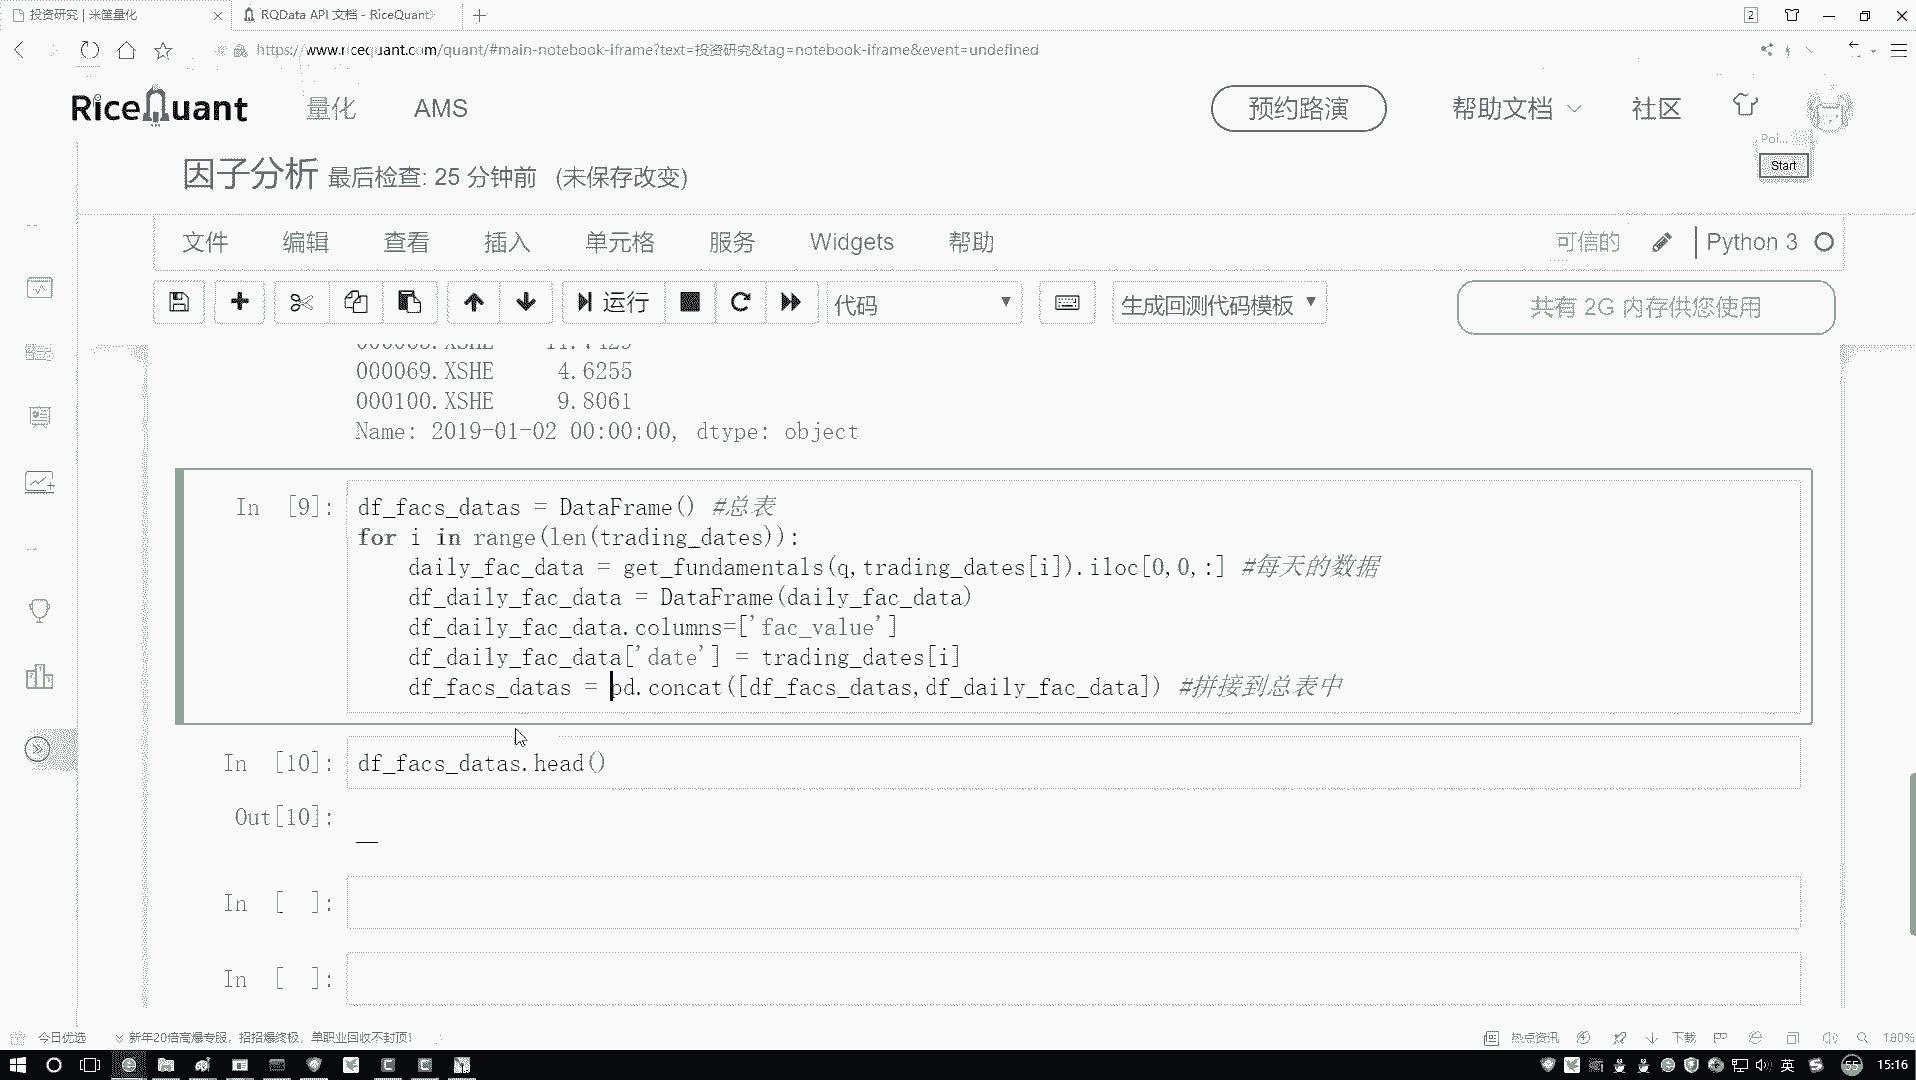 投资研究 | 米筐量化
RQData API 文档 - RiceQuant
2
https://www.ricequant.com/quant/#main-notebook-iframe?text=投资研究&tag=notebook-iframe&event=undefined
RiceQuant
量化
AMS
预约路演
帮助文档
社区
Poi...
Start
因子分析 最后检查: 25 分钟前 (未保存改变)
文件 编辑 查看 插入 单元格 服务 Widgets 帮助
可信的
Python 3
运行
代码
生成回测代码模板
共有 2G 内存供您使用
000069.XSHE 4.6255
000100.XSHE 9.8061
Name: 2019-01-02 00:00:00, dtype: object
In [9]:
df_facs_datas = DataFrame() #总表
for i in range(len(trading_dates)):
daily_fac_data = get_fundamentals(q,trading_dates[i]).iloc[0,0,:] #每天的数据
df_daily_fac_data = DataFrame(daily_fac_data)
df_daily_fac_data.columns=['fac_value']
df_daily_fac_data['date'] = trading_dates[i]
df_facs_datas = pd.concat([df_facs_datas,df_daily_fac_data]) #拼接到总表中
In [10]:
df_facs_datas.head()
Out[10]:
In [ ]:
In [ ]:
今日优选
新年20倍高爆专服，招招爆终极，单职业回收不封顶!
热点资讯
下载
180%
英
55
15:16